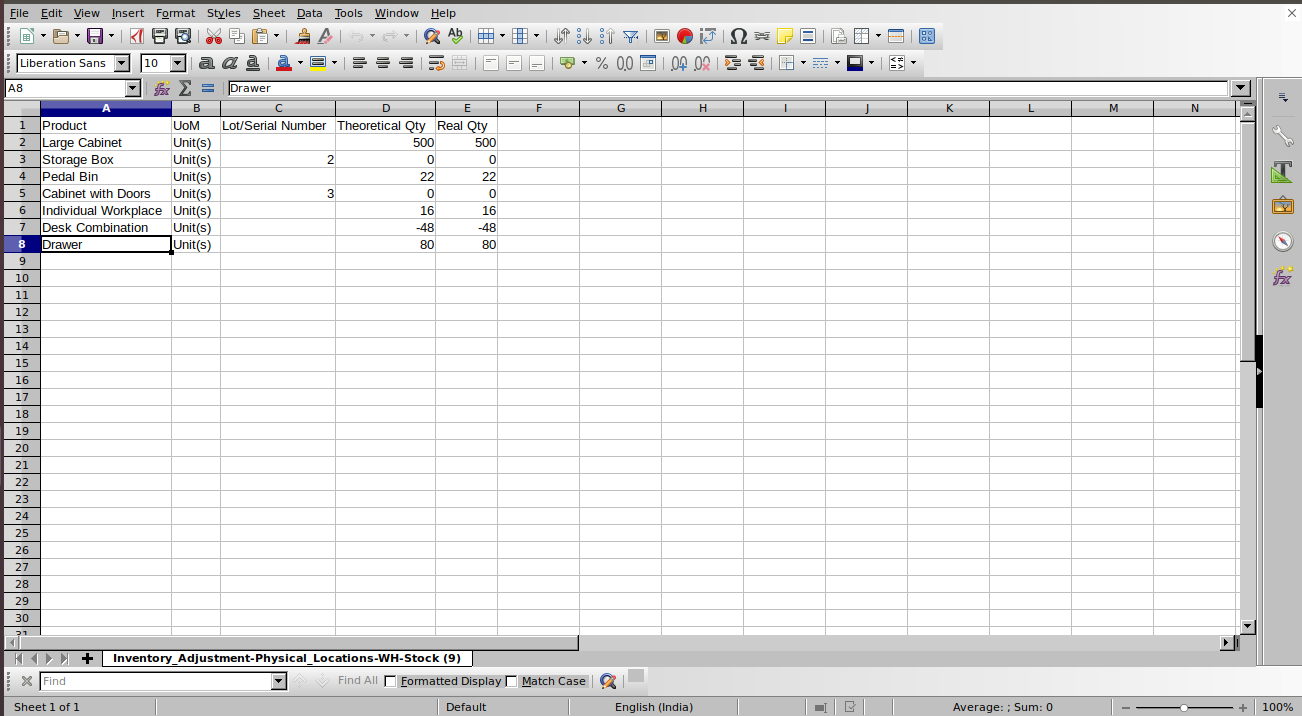 File Edit View Insert Format Styles Sheet Data Tools Window Help
Liberation Sans 10
A8 Drawer
A B C D E F G H I J K L M N
1 Product UoM Lot/Serial Number Theoretical Qty Real Qty
2 Large Cabinet Unit(s) 500 500
3 Storage Box Unit(s) 2 0 0
4 Pedal Bin Unit(s) 22 22
5 Cabinet with Doors Unit(s) 3 0 0
6 Individual Workplace Unit(s) 16 16
7 Desk Combination Unit(s) -48 -48
8 Drawer Unit(s) 80 80
9
10
11
12
13
14
15
16
17
18
19
20
21
22
23
24
25
26
27
28
29
30
31
Inventory_Adjustment-Physical_Locations-WH-Stock (9)
Find Find All Formatted Display Match Case
Sheet 1 of 1 Default English (India) Average: ; Sum: 0 100%